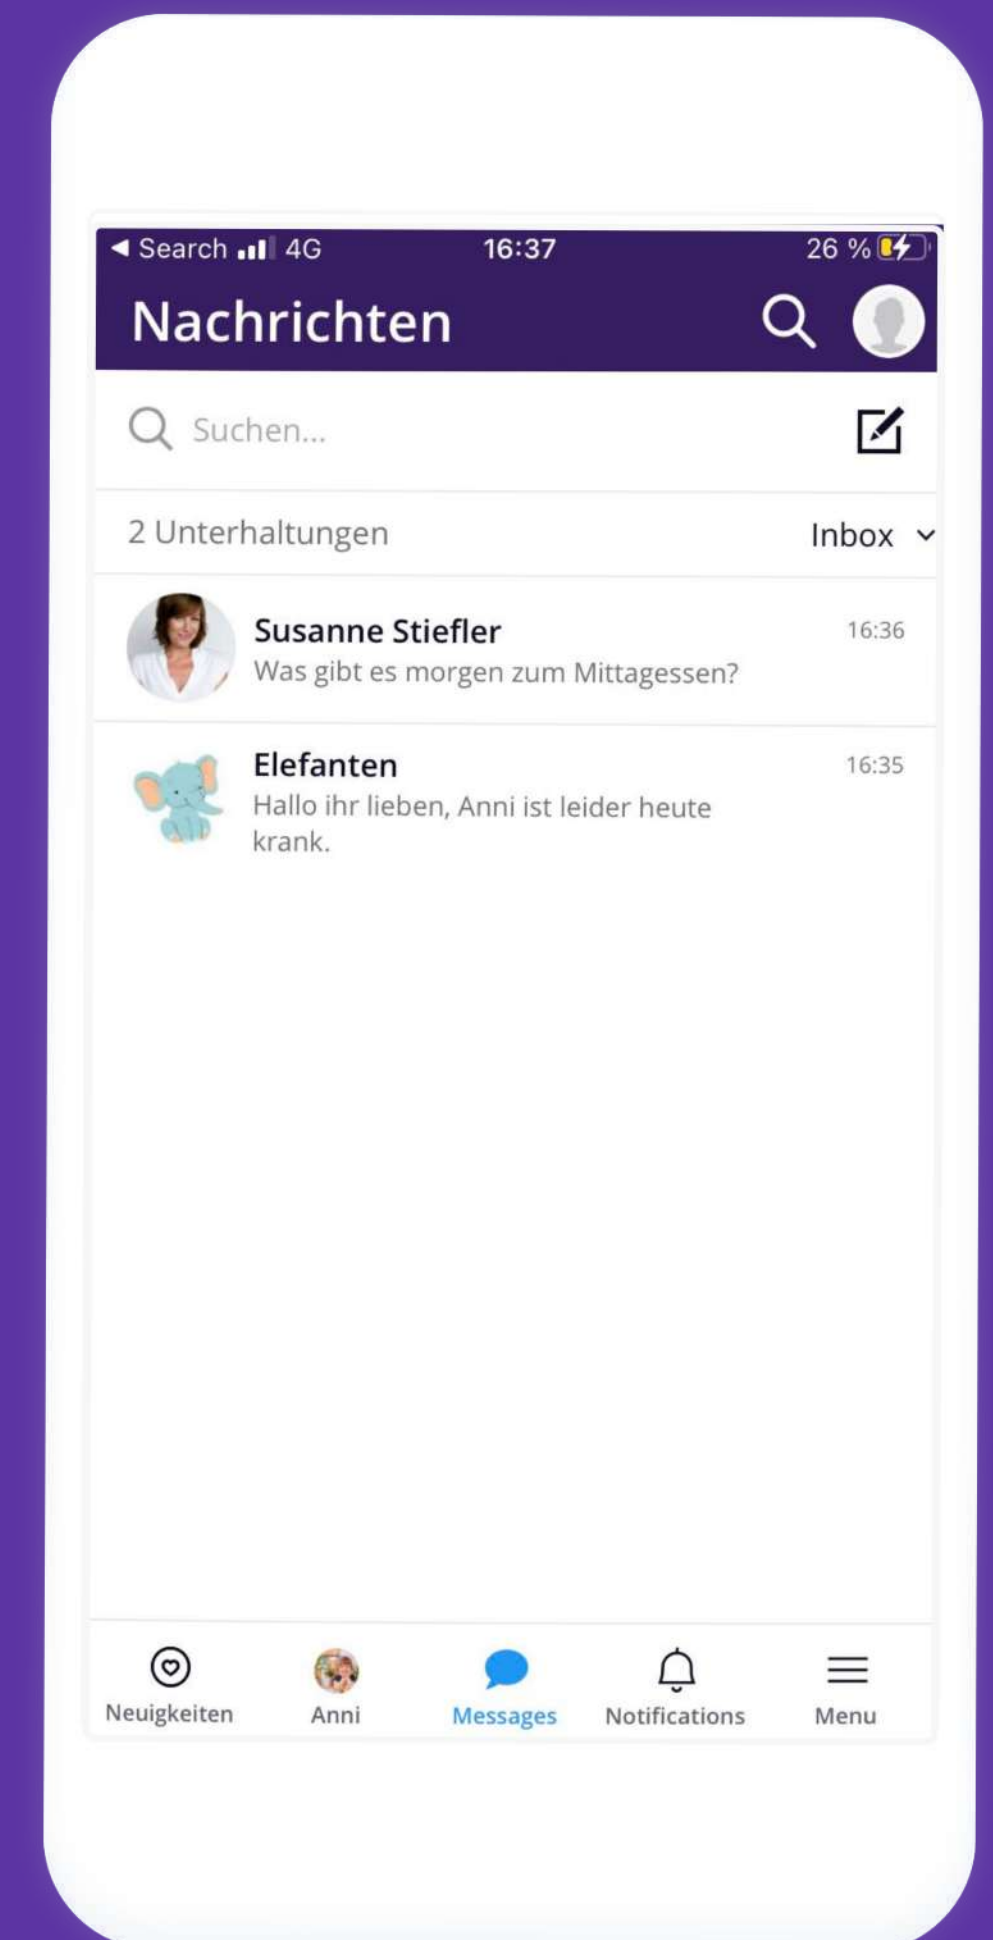 ◀ Search 4G 16:37 26 %
Nachrichten
Suchen...
2 Unterhaltungen Inbox
Susanne Stiefler 16:36
Was gibt es morgen zum Mittagessen?
Elefanten 16:35
Hallo ihr lieben, Anni ist leider heute
krank.
Neuigkeiten Anni Messages Notifications Menu